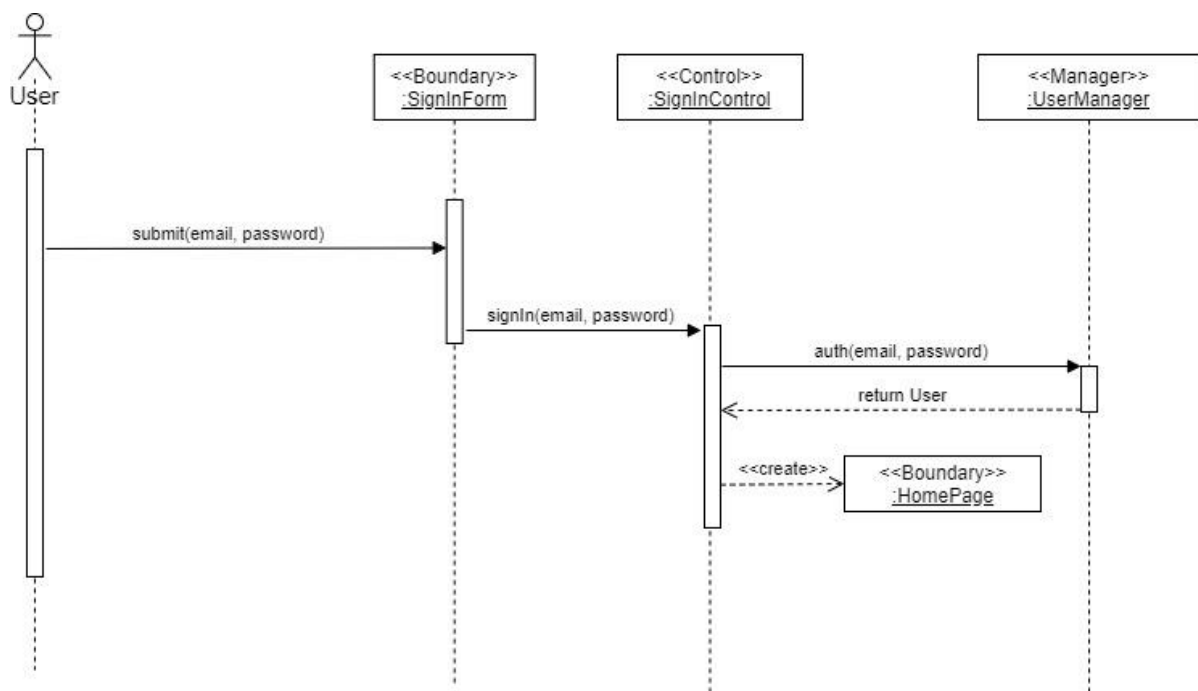 User
<<Boundary>>
:SignInForm
<<Control>>
:SignInControl
<<Manager>>
:UserManager
submit(email, password)
signIn(email, password)
auth(email, password)
return User
<<create>>
<<Boundary>>
:HomePage